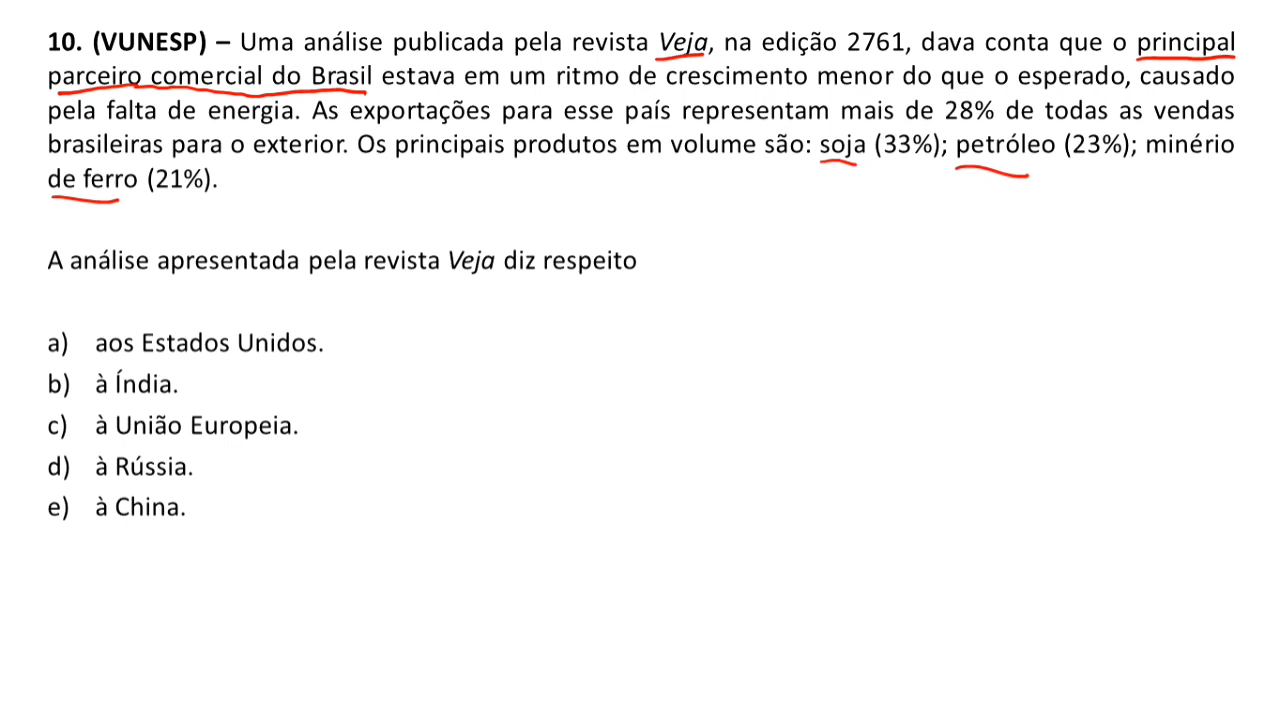 10. (VUNESP) – Uma análise publicada pela revista Veja, na edição 2761, dava conta que o principal
parceiro comercial do Brasil estava em um ritmo de crescimento menor do que o esperado, causado
pela falta de energia. As exportações para esse país representam mais de 28% de todas as vendas
brasileiras para o exterior. Os principais produtos em volume são: soja (33%); petróleo (23%); minério
de ferro (21%).
A análise apresentada pela revista Veja diz respeito
a) aos Estados Unidos.
b) à Índia.
c) à União Europeia.
d) à Rússia.
e) à China.